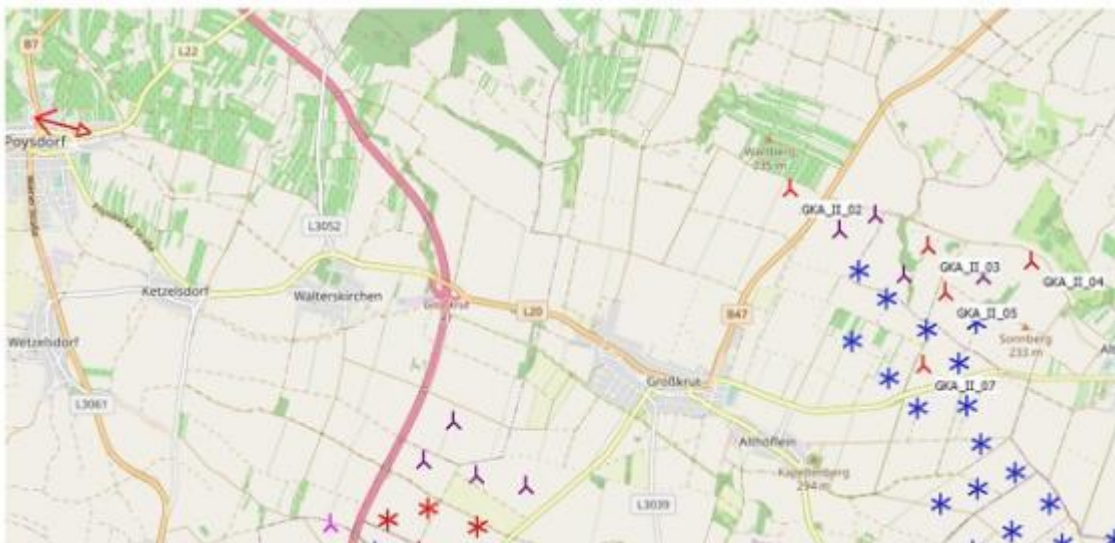 B7
L22
Poysdorf
L3052
Ketzelsdorf
Walterskirchen
Wetzelsdorf
L3061
L20
B47
Großkrut
Althöflein
Kapellenberg
294 m
L3039
235 m
GKA_II_02
GKA_II_03
GKA_II_04
GKA_II_05
Sonnberg
233 m
GKA_II_07